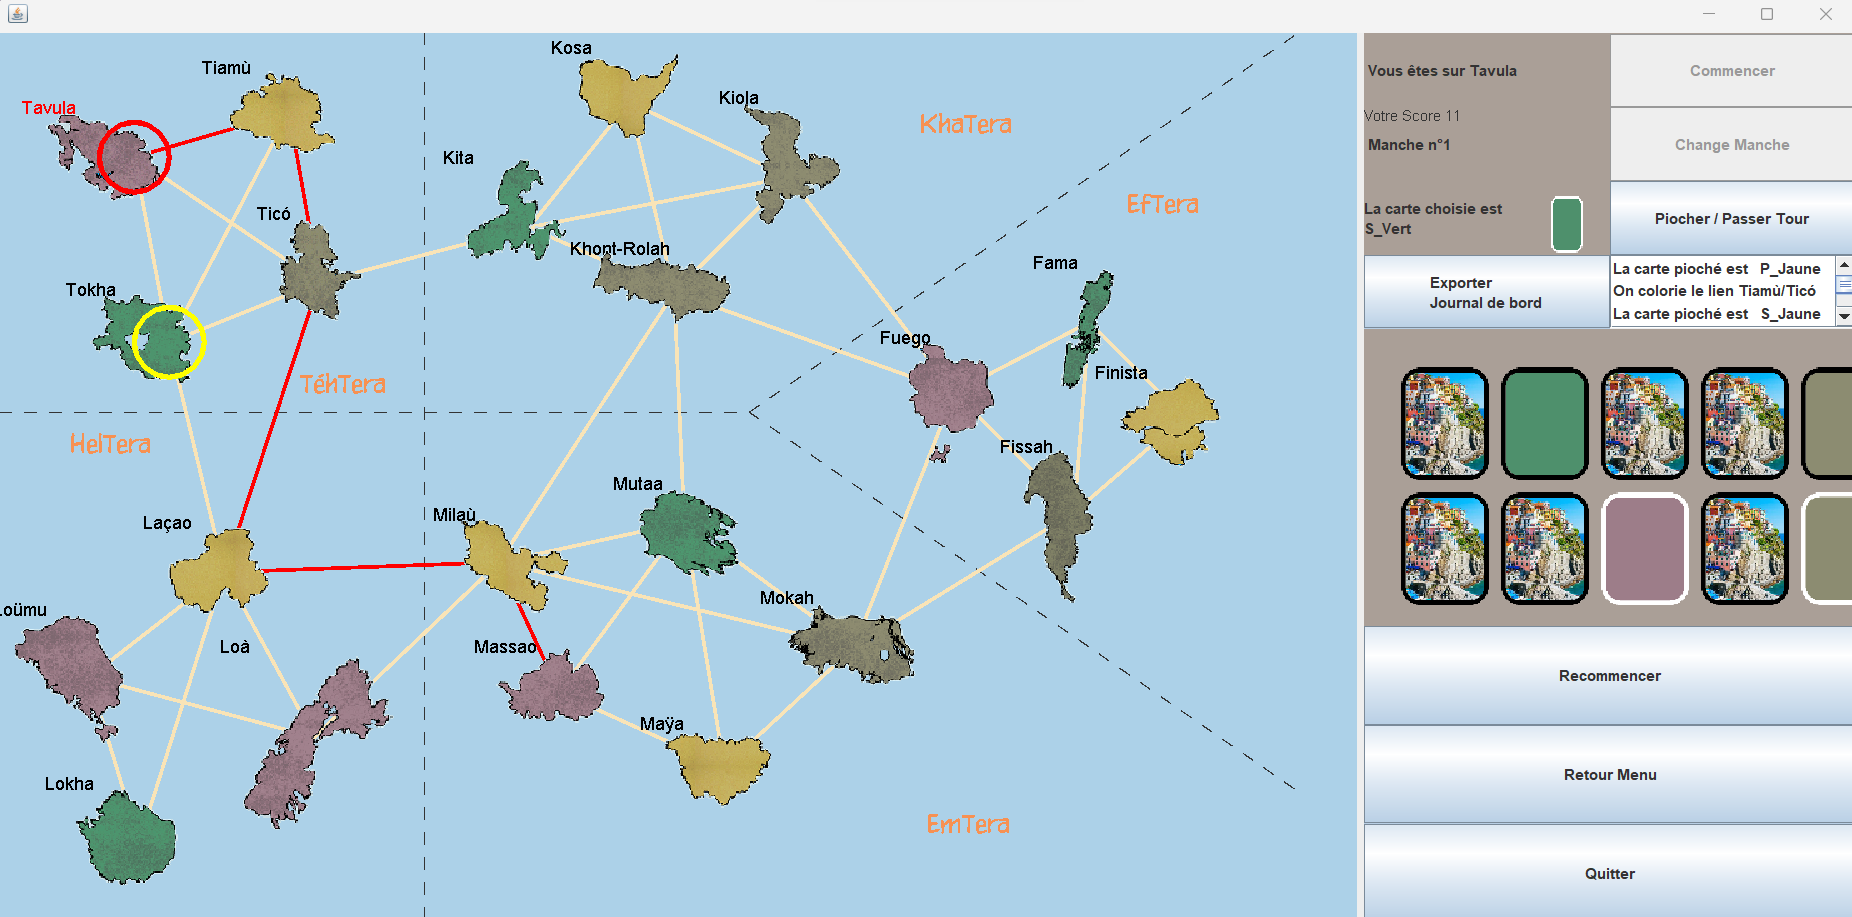 Kosa
Tiamù
Kiola
Tavula
KhaTera
Kita
EfTera
Ticó
Khont-Rolah
Fama
Tokha
Fuego
Finista
TéhTera
HelTera
Fissah
Mutaa
Laçao
Milaù
Mokah
Loümu
Loà
Massao
Maÿa
Lokha
EmTera
Vous êtes sur Tavula
Commencer
Votre Score 11
Manche n°1
Change Manche
La carte choisie est
S_Vert
Piocher / Passer Tour
Exporter
Journal de bord
La carte pioché est P_Jaune
On colorie le lien Tiamù/Ticó
La carte pioché est S_Jaune
Recommencer
Retour Menu
Quitter